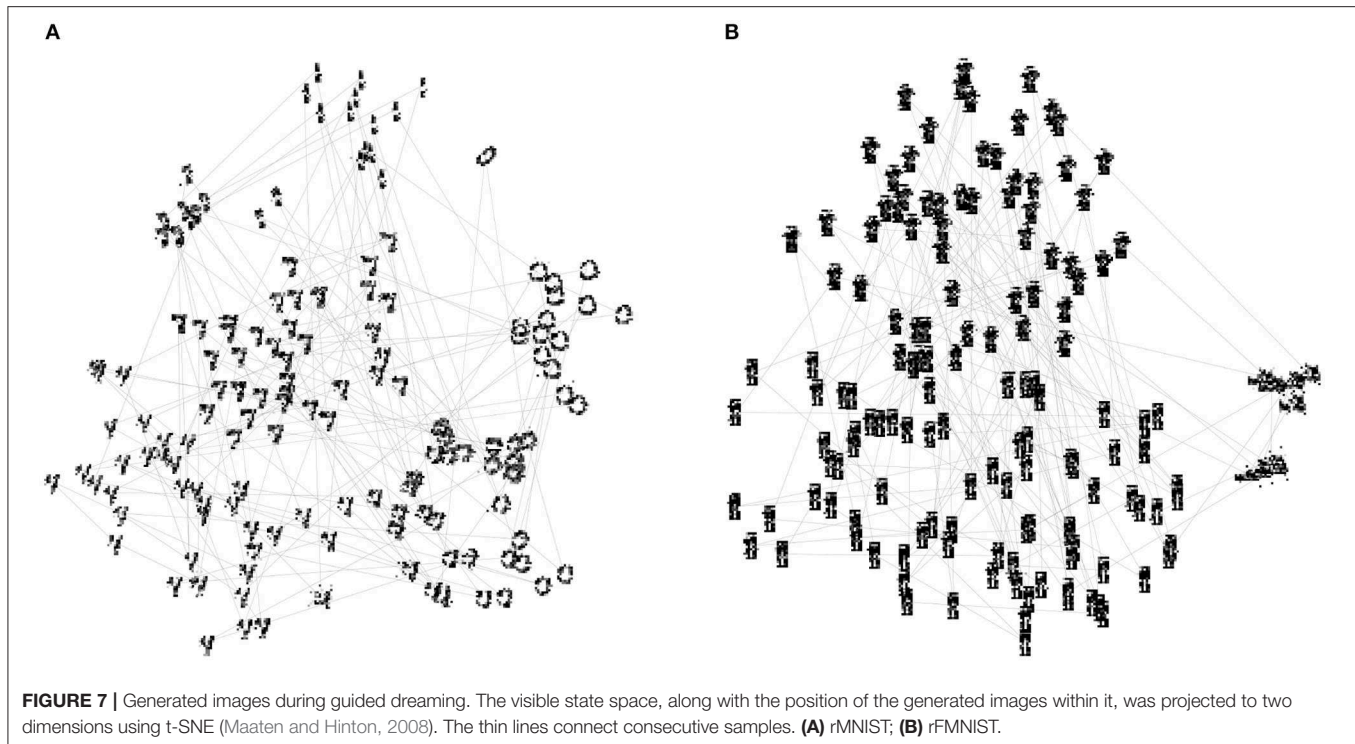 A
B
FIGURE 7 | Generated images during guided dreaming. The visible state space, along with the position of the generated images within it, was projected to two
dimensions using t-SNE (Maaten and Hinton, 2008). The thin lines connect consecutive samples. (A) rMNIST; (B) rFMNIST.